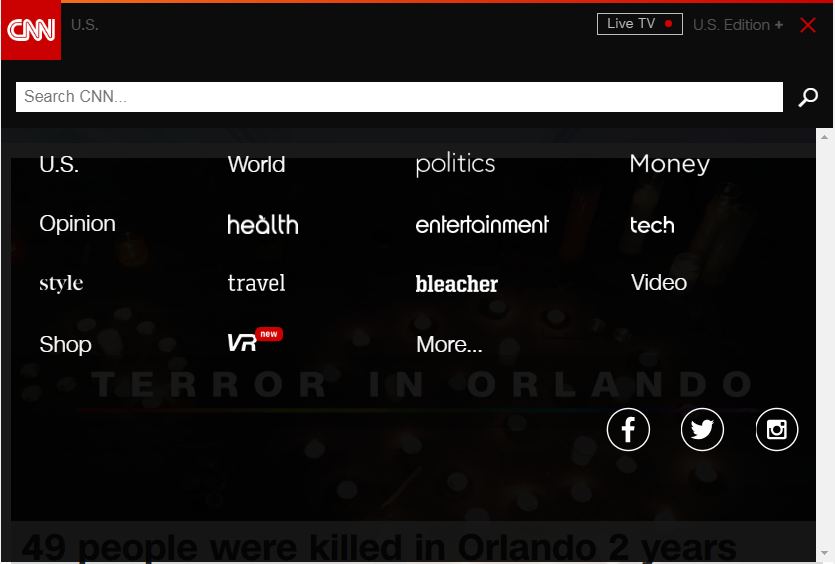 CNN U.S. Live TV U.S. Edition +
Search CNN...
U.S. World politics Money
Opinion health entertainment tech
style travel bleacher Video
Shop VR new More...
TERROR IN ORLANDO
49 people were killed in Orlando 2 years